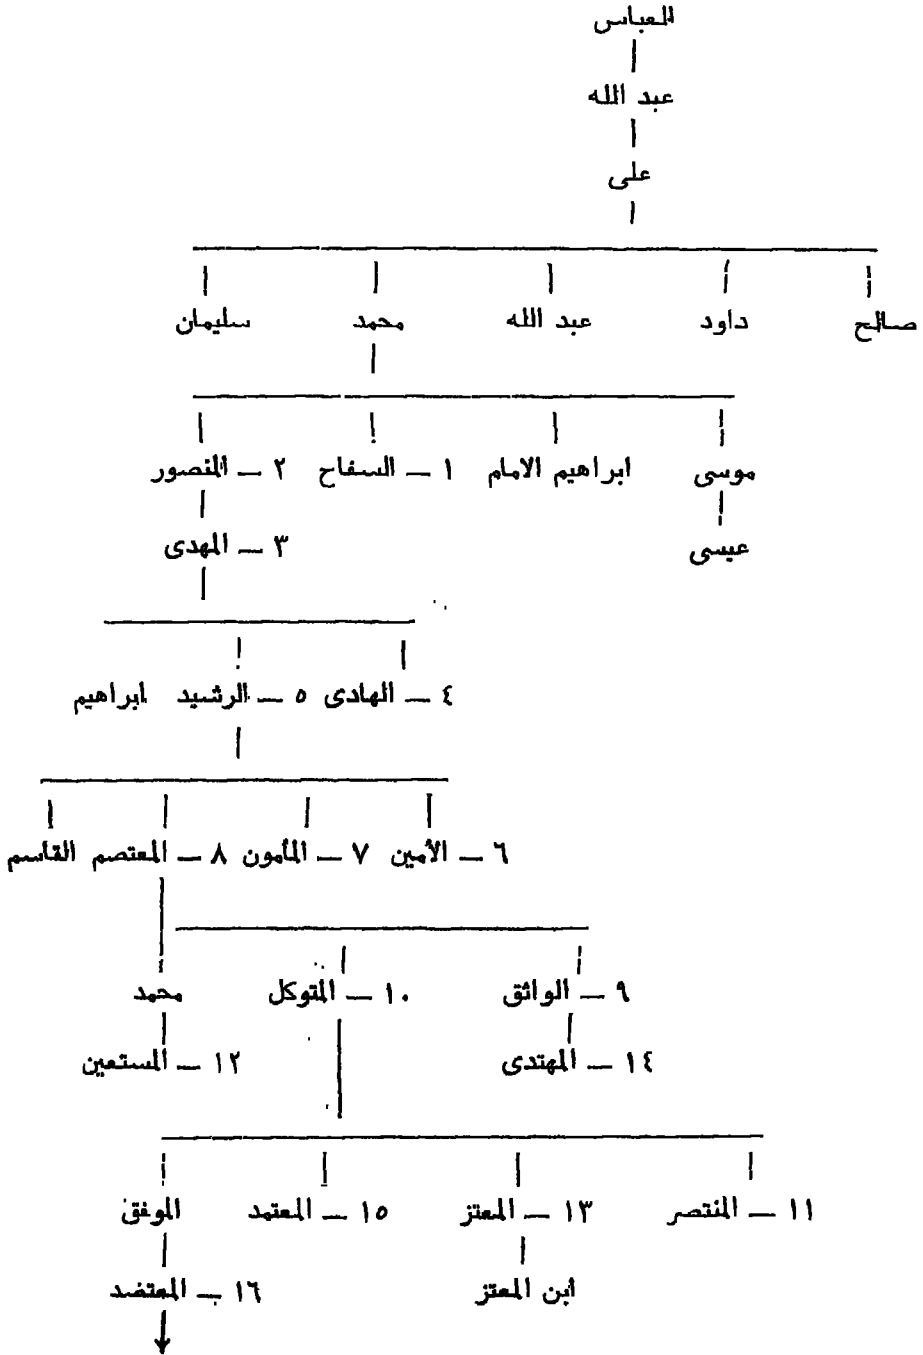 العباس
عبد الله
على
صالح داود عبد الله محمد سليمان
موسى ابراهيم الامام ١ — السفاح ٢ — المنصور
عيسى ٣ — المهدى
٤ — الهادى ٥ — الرشيد ابراهيم
٦ — الأمين ٧ — المأمون ٨ — المعتصم القاسم
٩ — الواثق ١٠ — المتوكل محمد
١٤ — المهتدى ١٢ — المستعين
١١ — المنتصر ١٣ — المعتز ١٥ — المعتمد الموفق
ابن المعتز ١٦ — المعتضد